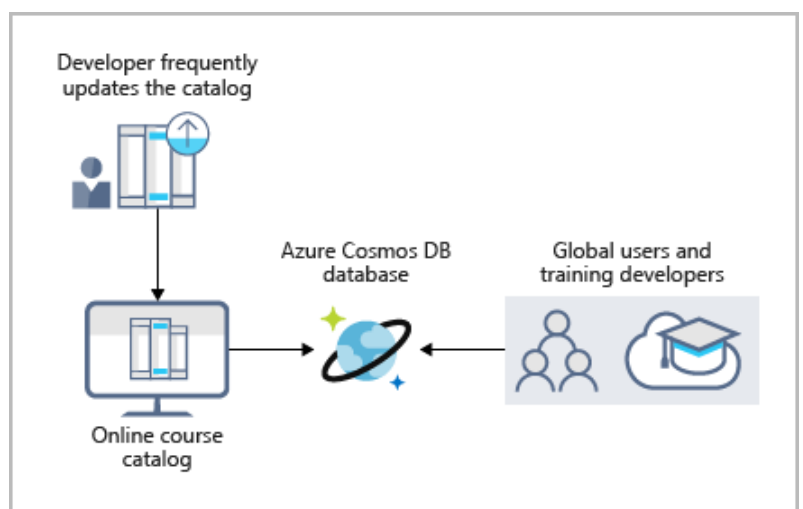 Developer frequently
updates the catalog
Azure Cosmos DB
database
Global users and
training developers
Online course
catalog